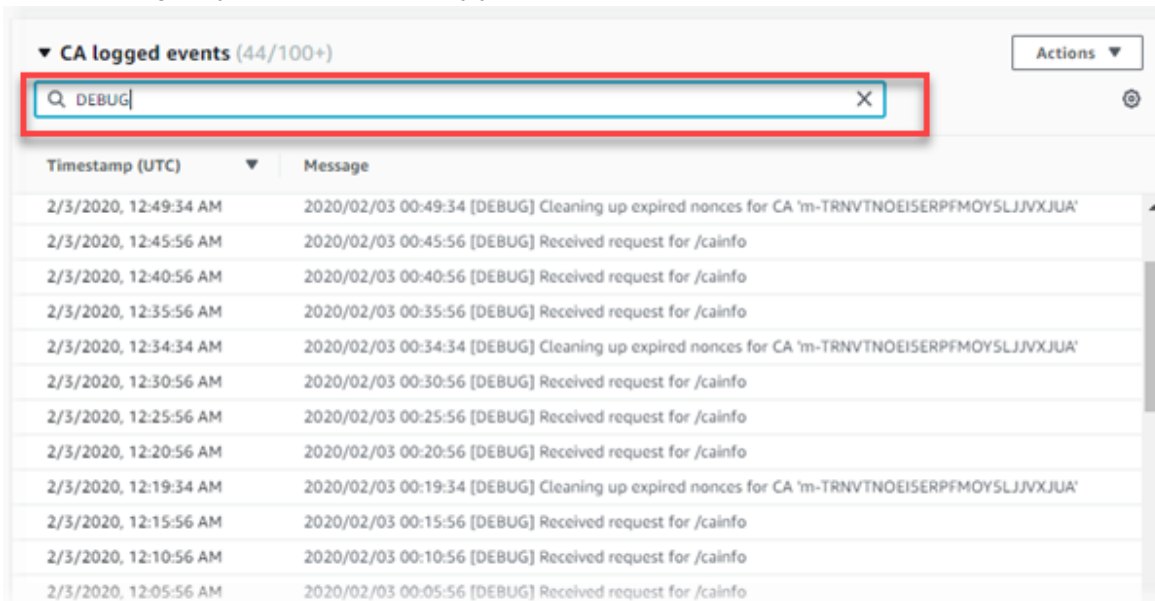 ▼ CA logged events (44/100+) Actions ▼
DEBUG
Timestamp (UTC) ▼ Message
2/3/2020, 12:49:34 AM 2020/02/03 00:49:34 [DEBUG] Cleaning up expired nonces for CA 'm-TRNVTNOEI5ERPFMOY5LJJVXJUA'
2/3/2020, 12:45:56 AM 2020/02/03 00:45:56 [DEBUG] Received request for /cainfo
2/3/2020, 12:40:56 AM 2020/02/03 00:40:56 [DEBUG] Received request for /cainfo
2/3/2020, 12:35:56 AM 2020/02/03 00:35:56 [DEBUG] Received request for /cainfo
2/3/2020, 12:34:34 AM 2020/02/03 00:34:34 [DEBUG] Cleaning up expired nonces for CA 'm-TRNVTNOEI5ERPFMOY5LJJVXJUA'
2/3/2020, 12:30:56 AM 2020/02/03 00:30:56 [DEBUG] Received request for /cainfo
2/3/2020, 12:25:56 AM 2020/02/03 00:25:56 [DEBUG] Received request for /cainfo
2/3/2020, 12:20:56 AM 2020/02/03 00:20:56 [DEBUG] Received request for /cainfo
2/3/2020, 12:19:34 AM 2020/02/03 00:19:34 [DEBUG] Cleaning up expired nonces for CA 'm-TRNVTNOEI5ERPFMOY5LJJVXJUA'
2/3/2020, 12:15:56 AM 2020/02/03 00:15:56 [DEBUG] Received request for /cainfo
2/3/2020, 12:10:56 AM 2020/02/03 00:10:56 [DEBUG] Received request for /cainfo
2/3/2020, 12:05:56 AM 2020/02/03 00:05:56 [DEBUG] Received request for /cainfo